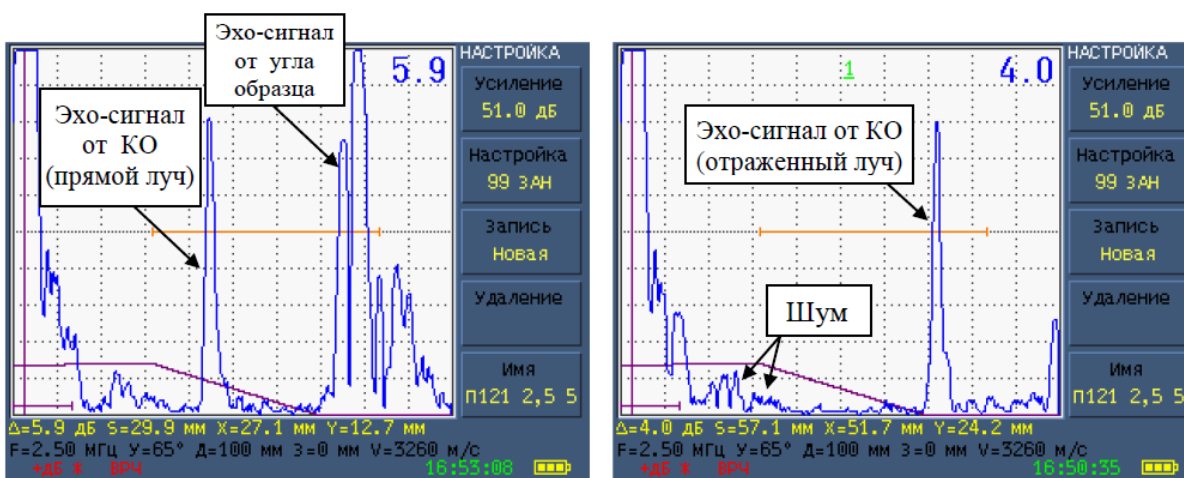 Эхо-сигнал
от угла
образца
Эхо-сигнал
от КО
(прямой луч)
5.9
НАСТРОЙКА
Усиление
51.0 дБ
Настройка
99 ЗАН
Запись
Новая
Удаление
Имя
П121 2,5 5
Δ=5.9 дБ S=29.9 мм X=27.1 мм Y=12.7 мм
F=2.50 МГц У=65° Д=100 мм З=0 мм V=3260 м/с
+дБ Ж ВРЧ
16:53:08
1
4.0
Эхо-сигнал от КО
(отраженный луч)
Шум
НАСТРОЙКА
Усиление
51.0 дБ
Настройка
99 ЗАН
Запись
Новая
Удаление
Имя
П121 2,5 5
Δ=4.0 дБ S=57.1 мм X=51.7 мм Y=24.2 мм
F=2.50 МГц У=65° Д=100 мм З=0 мм V=3260 м/с
+дБ Ж ВРЧ
16:50:35